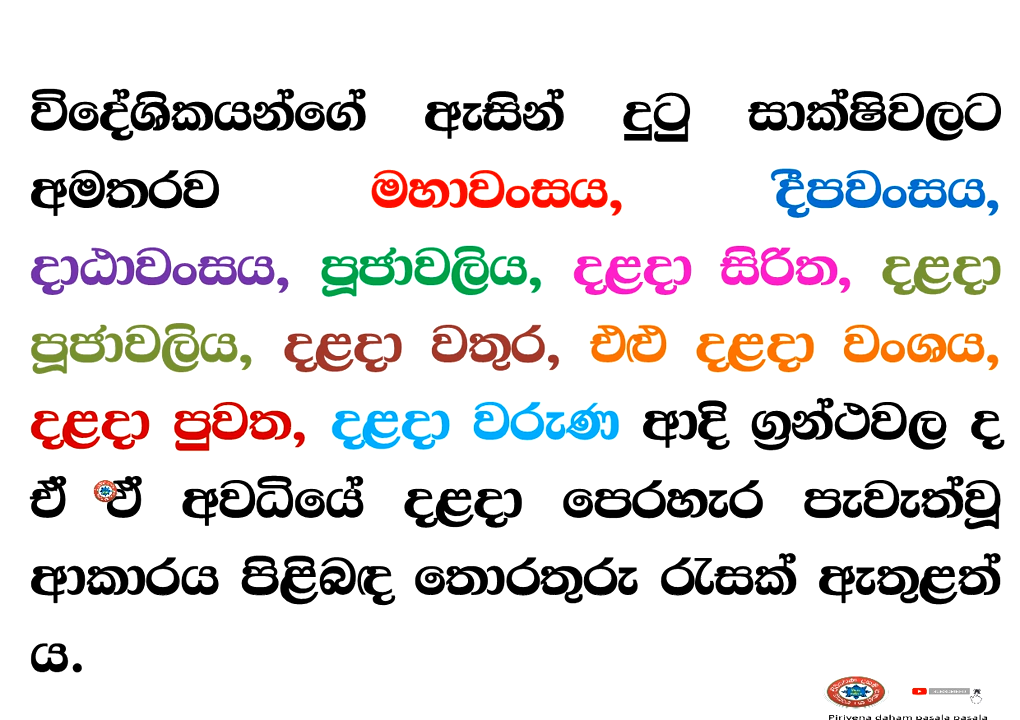 විදේශිකයන්ගේ ඇසින් දුටු සාක්ෂිවලට
අමතරව මහාවංසය, දීපවංසය,
දාඨාවංසය, පූජාවලිය, දළදා සිරිත, දළදා
පූජාවලිය, දළදා වතුර, එළු දළදා වංශය,
දළදා පුවත, දළදා වරුණ ආදි ග්‍රන්ථවල ද
ඒ ඒ අවධියේ දළදා පෙරහැර පැවැත්වූ
ආකාරය පිළිබඳ තොරතුරු රැසක් ඇතුළත්
ය.
Pirivena daham pasala pasala